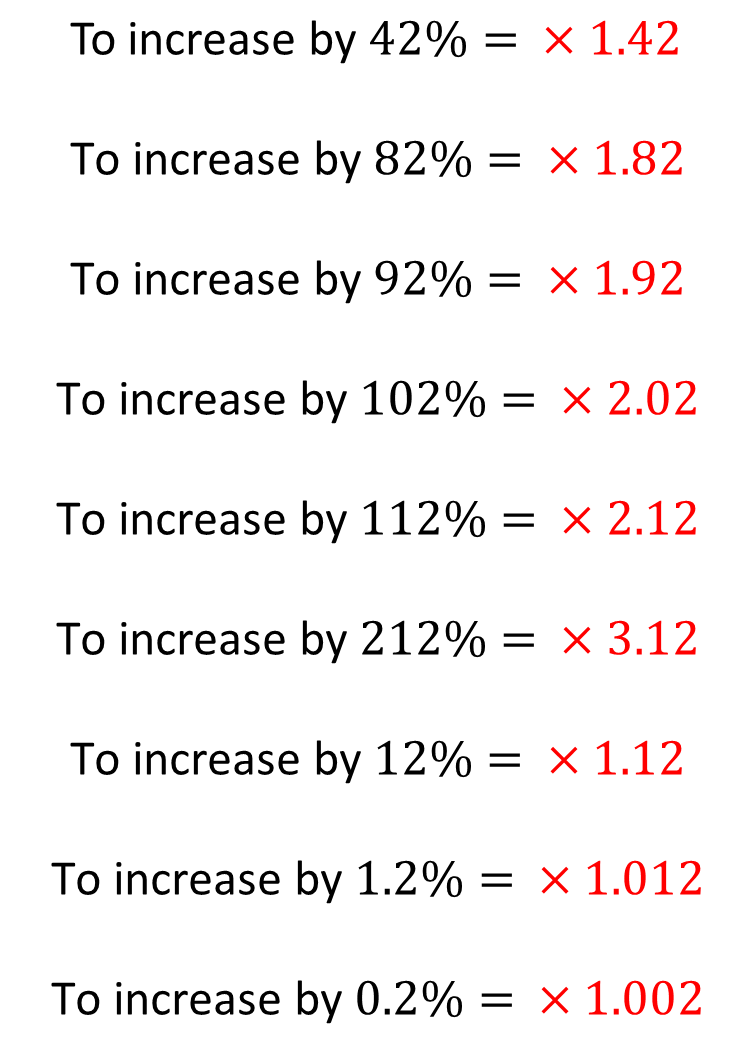 To increase by 42% = × 1.42
To increase by 82% = × 1.82
To increase by 92% = × 1.92
To increase by 102% = × 2.02
To increase by 112% = × 2.12
To increase by 212% = × 3.12
To increase by 12% = × 1.12
To increase by 1.2% = × 1.012
To increase by 0.2% = × 1.002